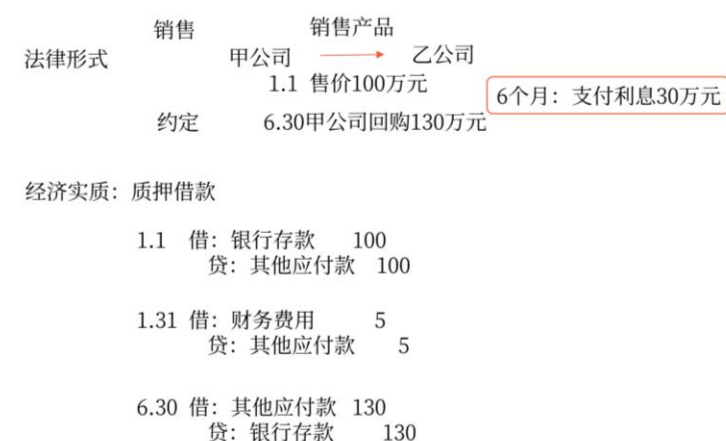 销售 销售产品
法律形式 甲公司 乙公司
1.1 售价100万元
6个月：支付利息30万元
约定 6.30甲公司回购130万元
经济实质：质押借款
1.1 借：银行存款 100
贷：其他应付款 100
1.31 借：财务费用 5
贷：其他应付款 5
6.30 借：其他应付款 130
贷：银行存款 130